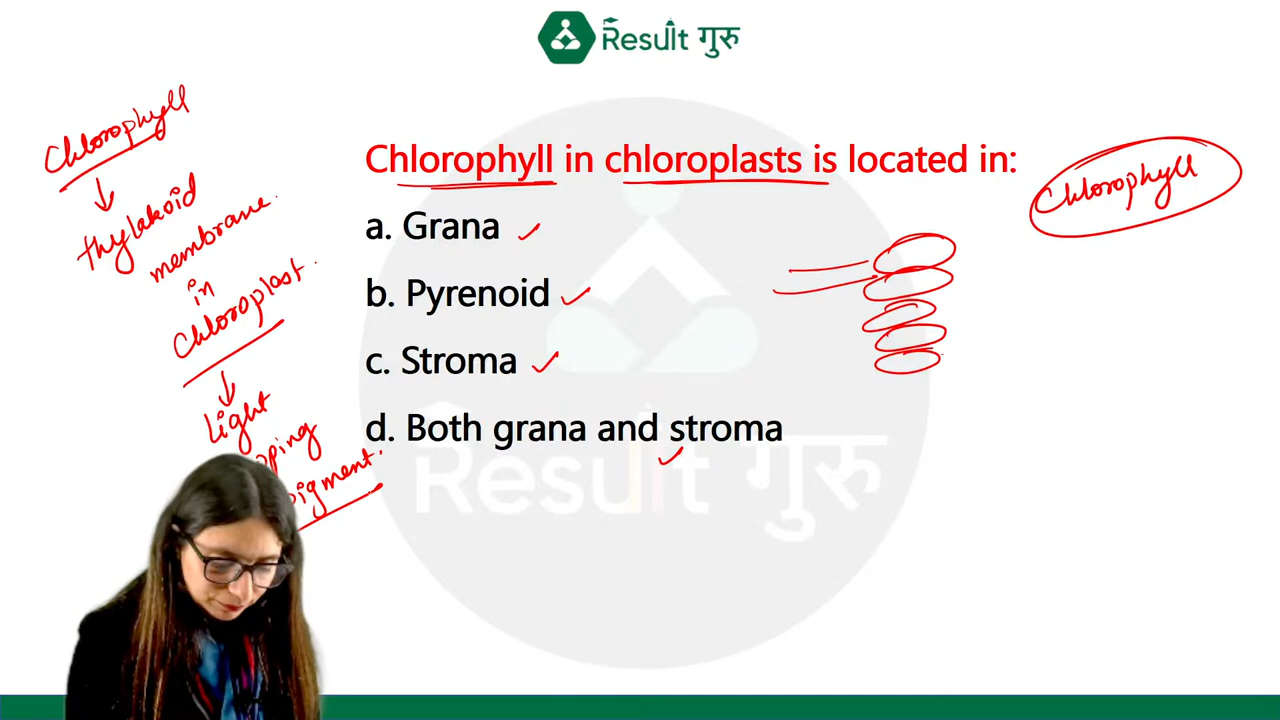 Result गुरु
Chlorophyll in chloroplasts is located in:
a. Grana
b. Pyrenoid
c. Stroma
d. Both grana and stroma
Chlorophyll
thylakoid
membrane.
in
chloroplast.
Light
pigment.
Chlorophyll
Result गुरु